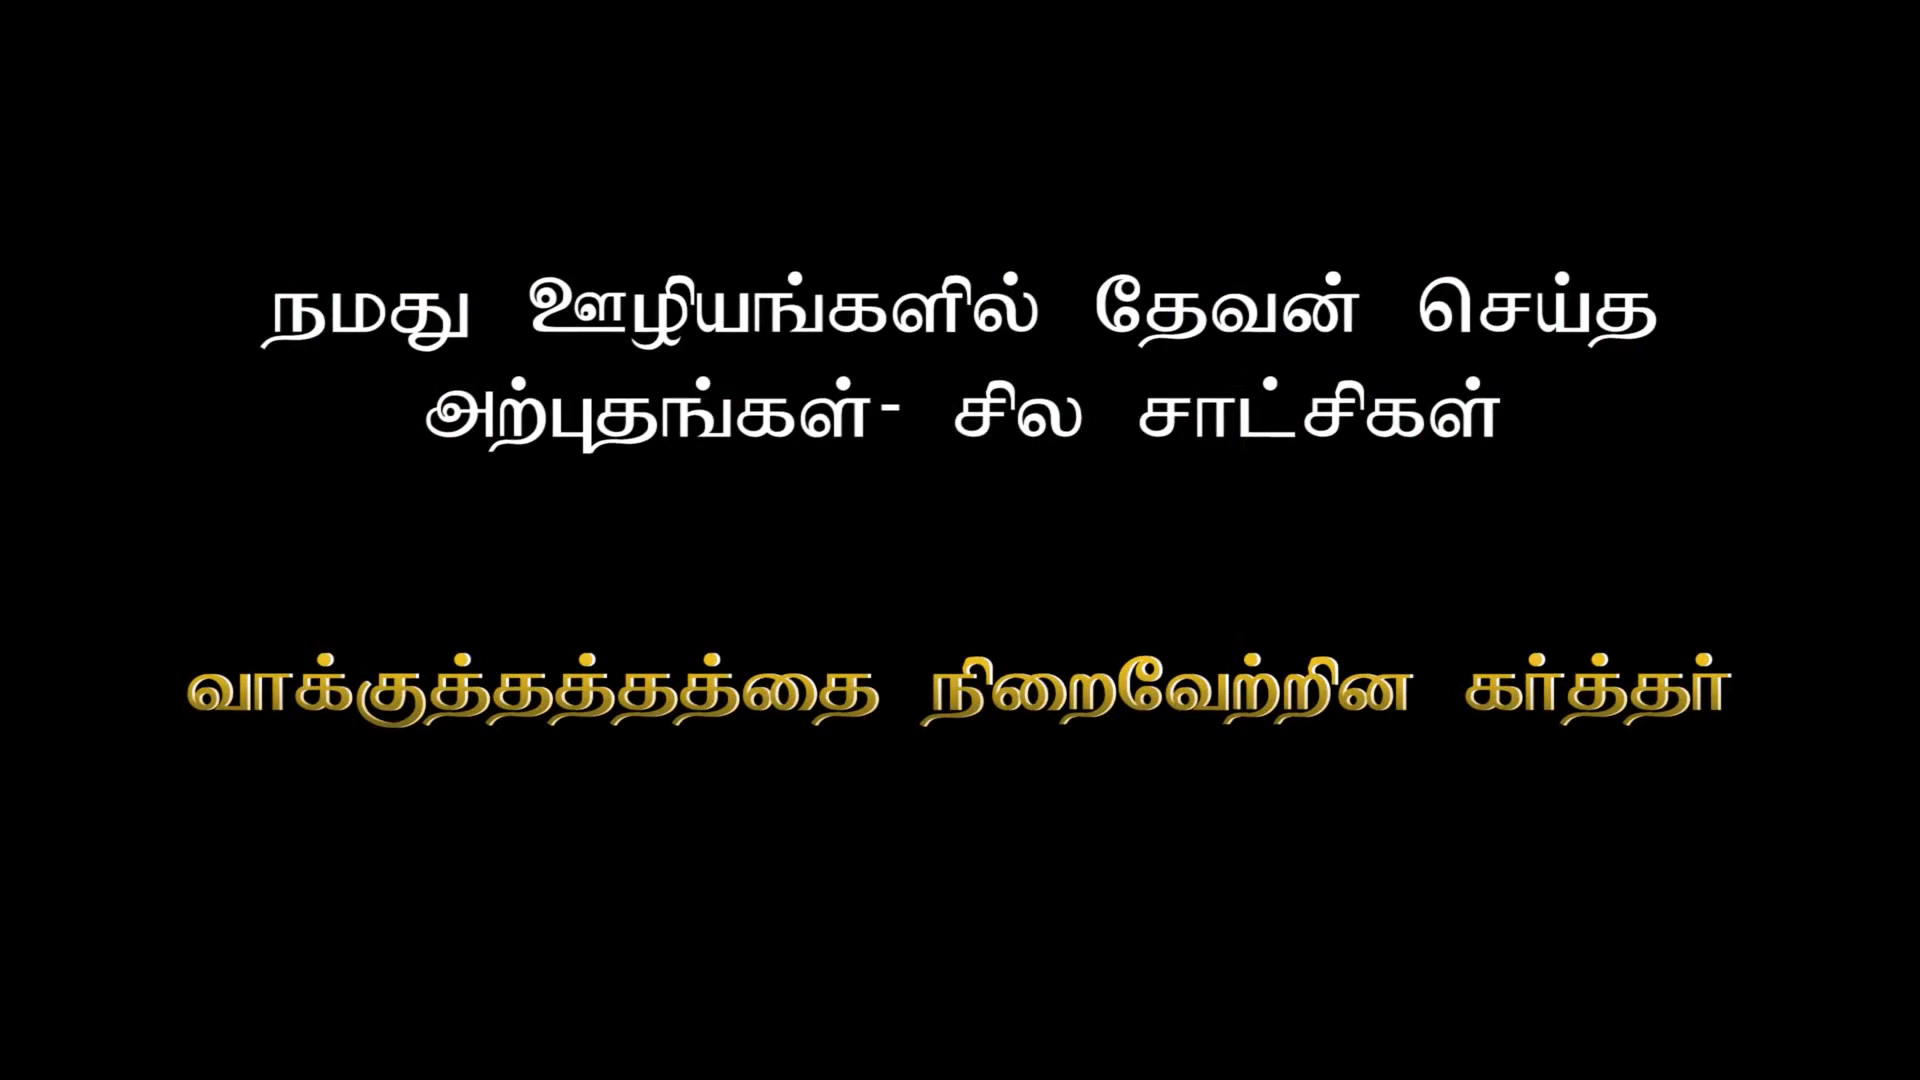 நமது ஊழியங்களில் தேவன் செய்த
அற்புதங்கள்- சில சாட்சிகள்
வாக்குத்தத்தத்தை நிறைவேற்றின கர்த்தர்